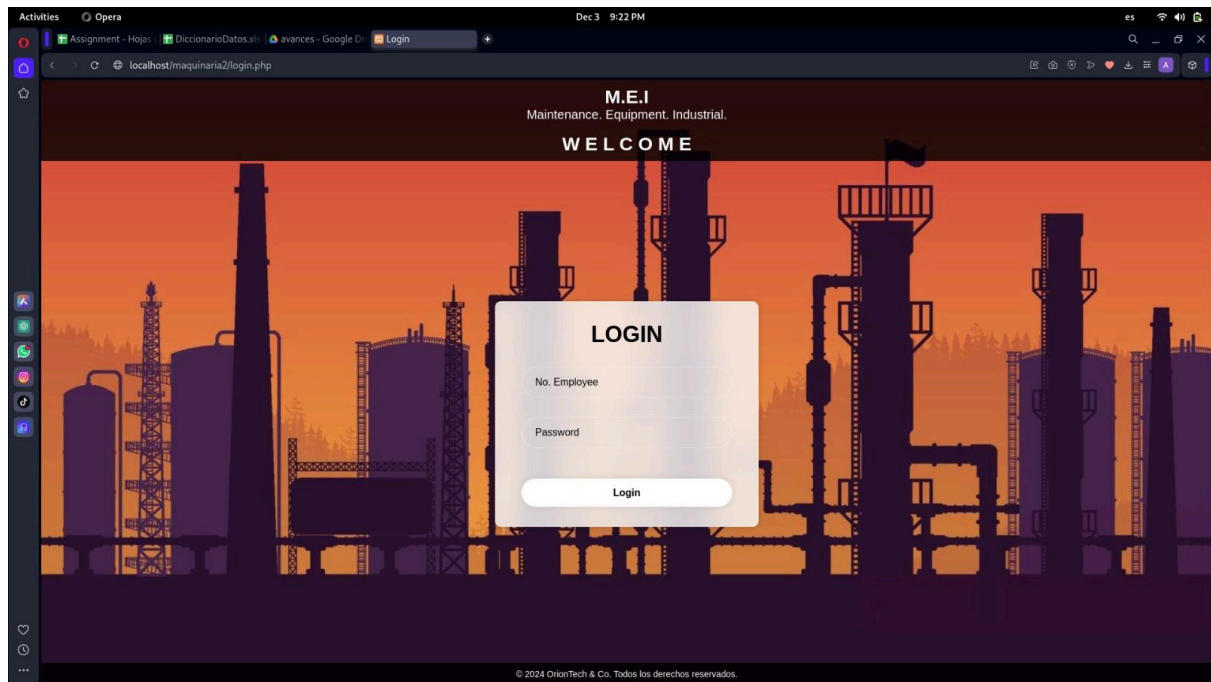 Activities Opera Dec 3 9:22 PM es
Assignment - Hojas DiccionarioDatos.xls avances - Google Dri Login
localhost/maquinaria2/login.php
M.E.I
Maintenance. Equipment. Industrial.
WELCOME
LOGIN
No. Employee
Password
Login
© 2024 OrionTech & Co. Todos los derechos reservados.